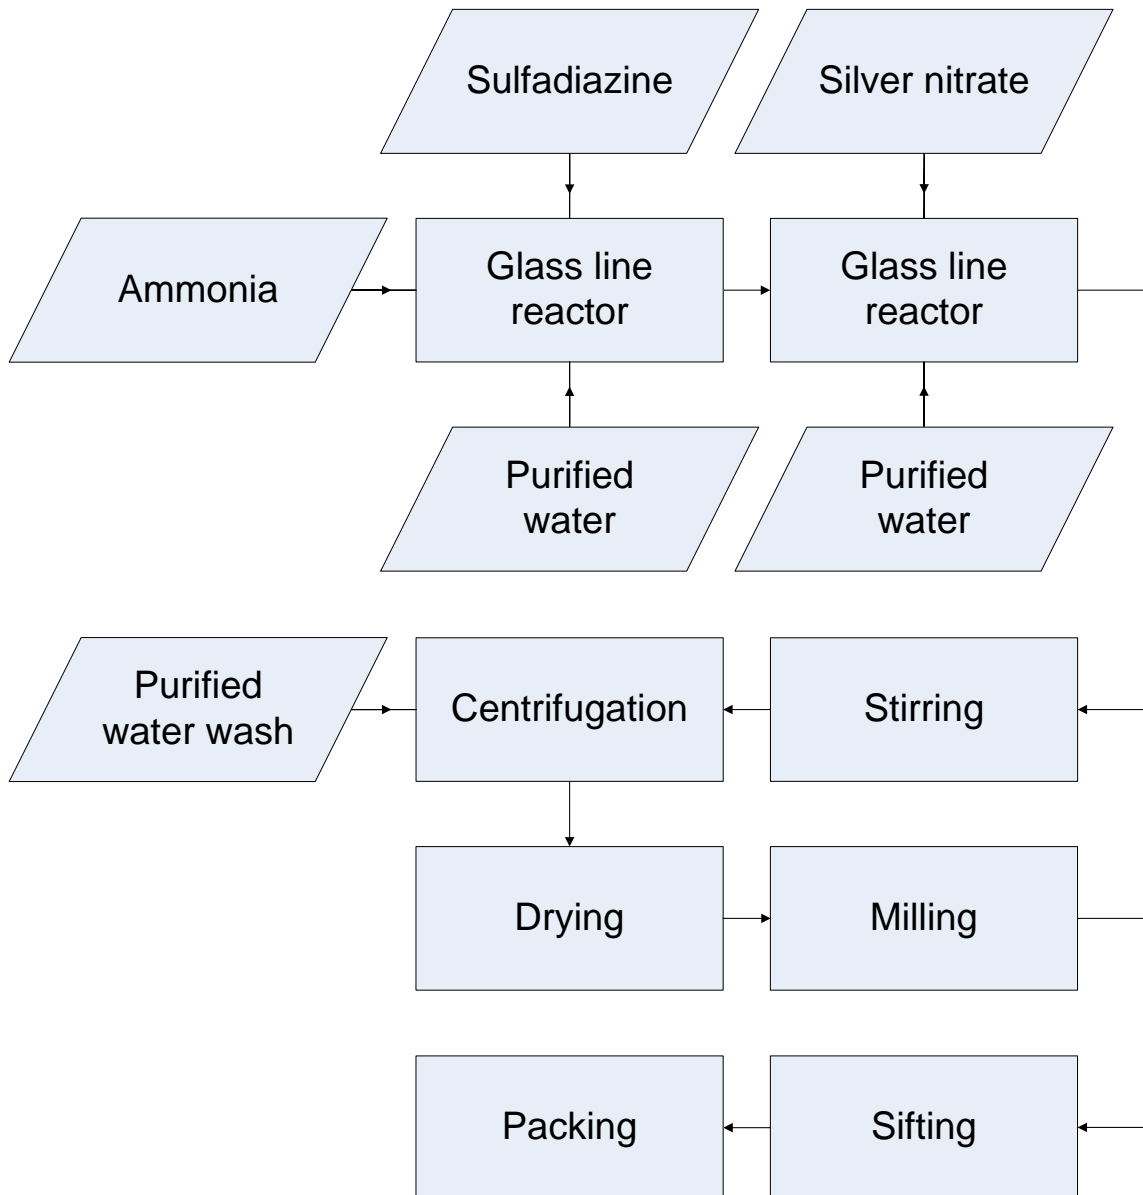 Sulfadiazine
Silver nitrate
Ammonia
Glass line
reactor
Glass line
reactor
Purified
water
Purified
water
Purified
water wash
Centrifugation
Stirring
Drying
Milling
Packing
Sifting